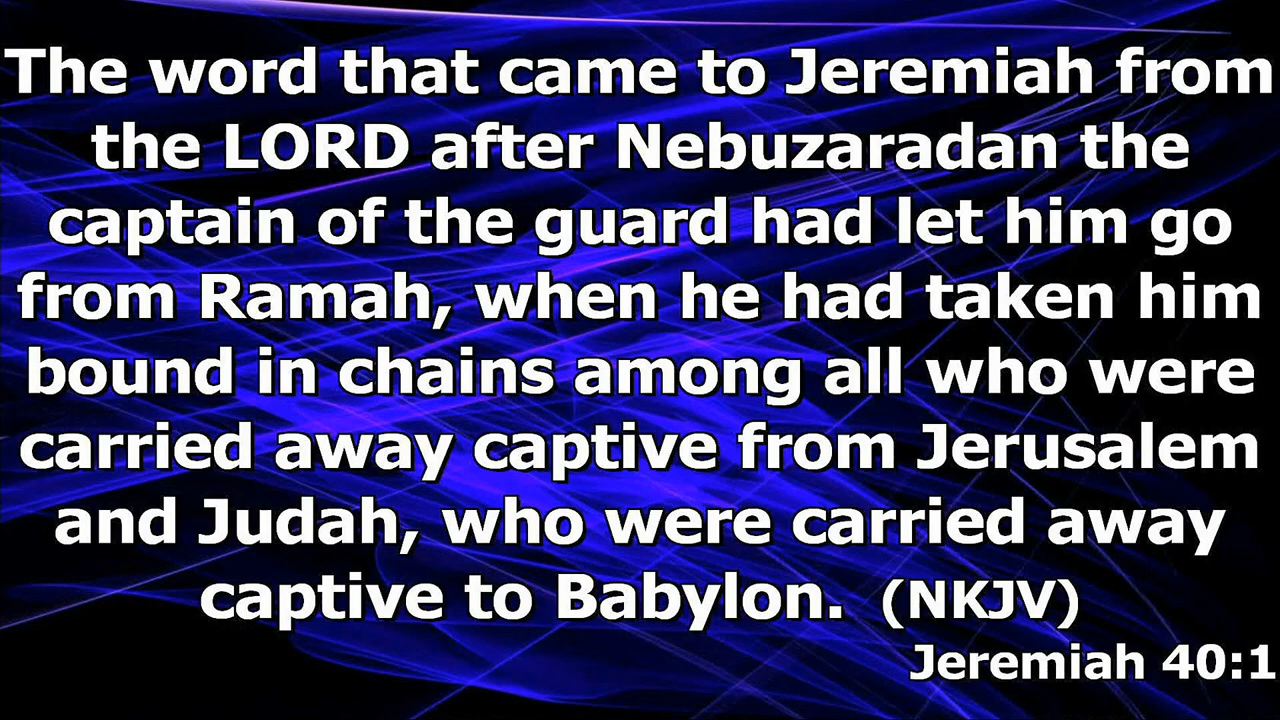 The word that came to Jeremiah from
the LORD after Nebuzaradan the
captain of the guard had let him go
from Ramah, when he had taken him
bound in chains among all who were
carried away captive from Jerusalem
and Judah, who were carried away
captive to Babylon. (NKJV)
Jeremiah 40:1